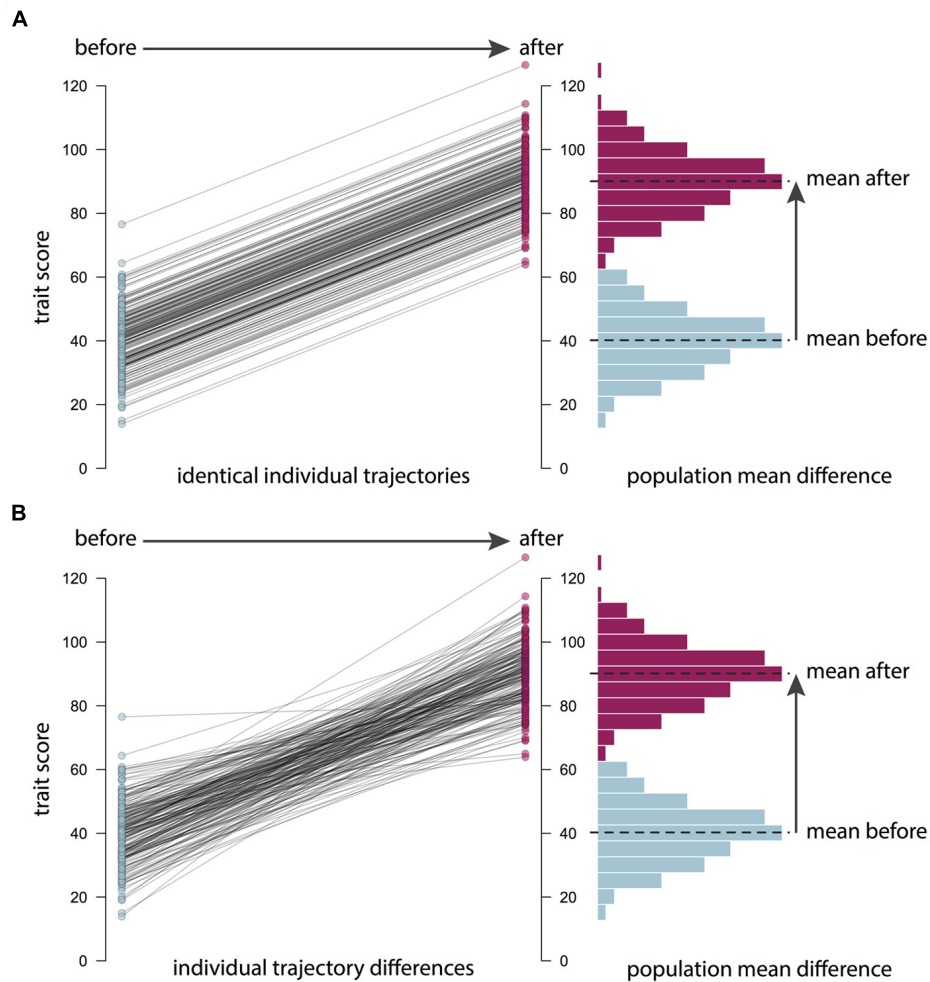 A
before
after
120
100
80
60
40
20
0
trait score
120
100
80
60
40
20
0
mean after
mean before
identical individual trajectories
population mean difference
B
before
after
120
100
80
60
40
20
0
trait score
120
100
80
60
40
20
0
mean after
mean before
individual trajectory differences
population mean difference